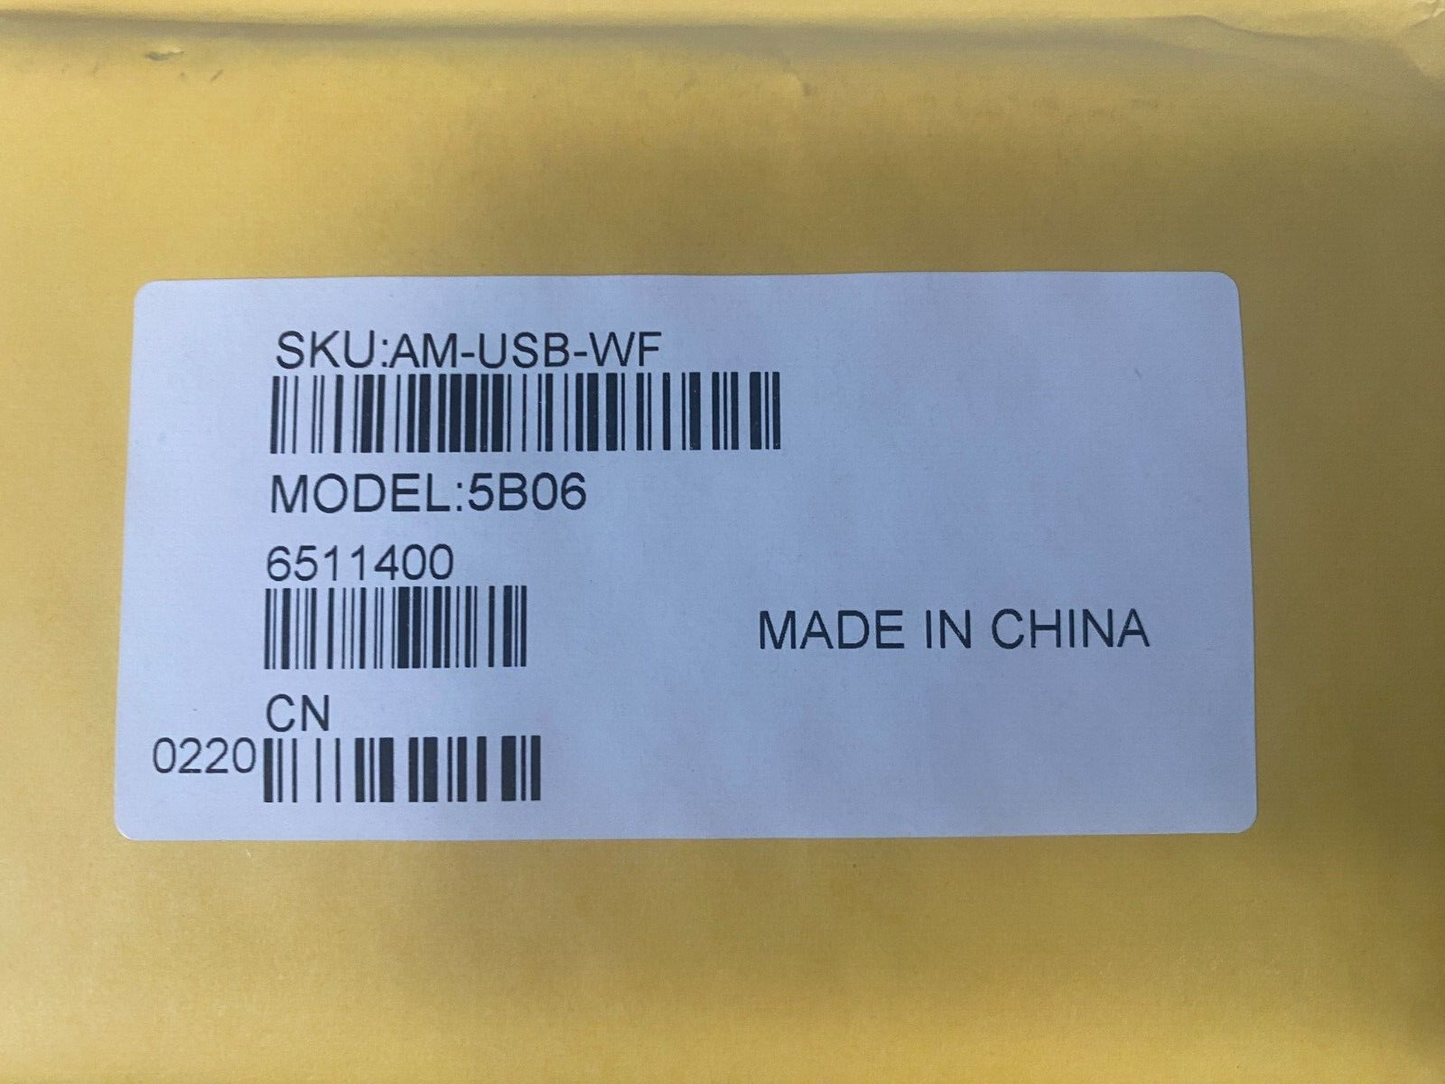 SKU:AM-USB-WF
MODEL:5B06
6511400
MADE IN CHINA
CN
0220